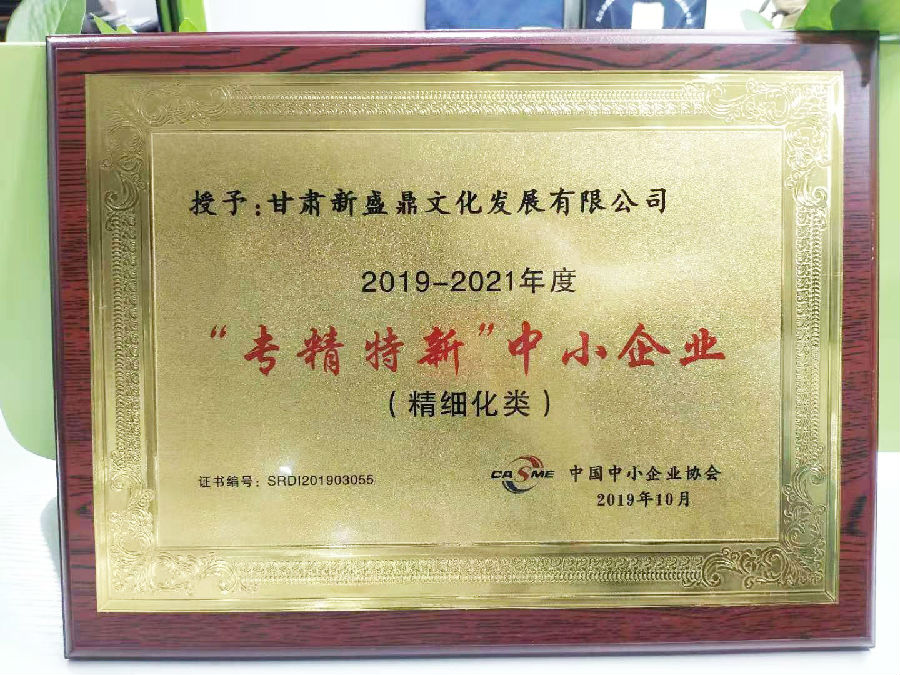 授予:甘肃新盛鼎文化发展有限公司
2019-2021年度
“专精特新”中小企业
(精细化类)
证书编号: SRDI201903055
CASME 中国中小企业协会
2019年10月